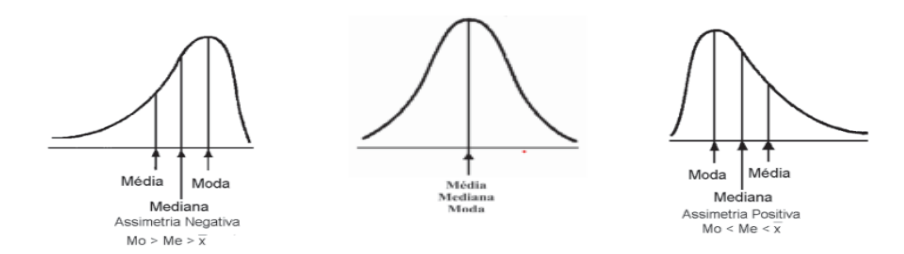 Média
Moda
Mediana
Assimetria Negativa
Mo > Me > x̅
Média
Mediana
Moda
Moda
Média
Mediana
Assimetria Positiva
Mo < Me < x̅